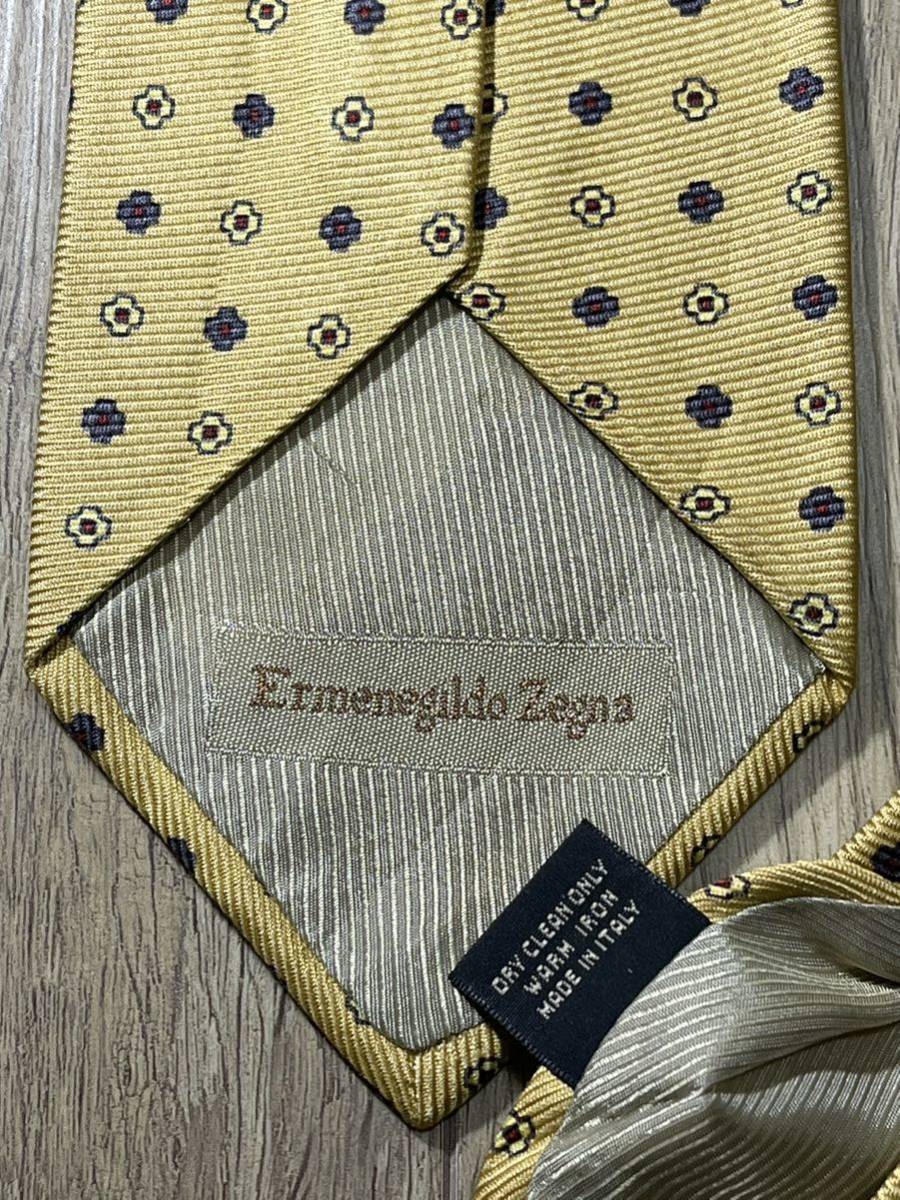 Ermenegildo Zegna
DRY CLEAN ONLY
WARM IRON
MADE IN ITALY